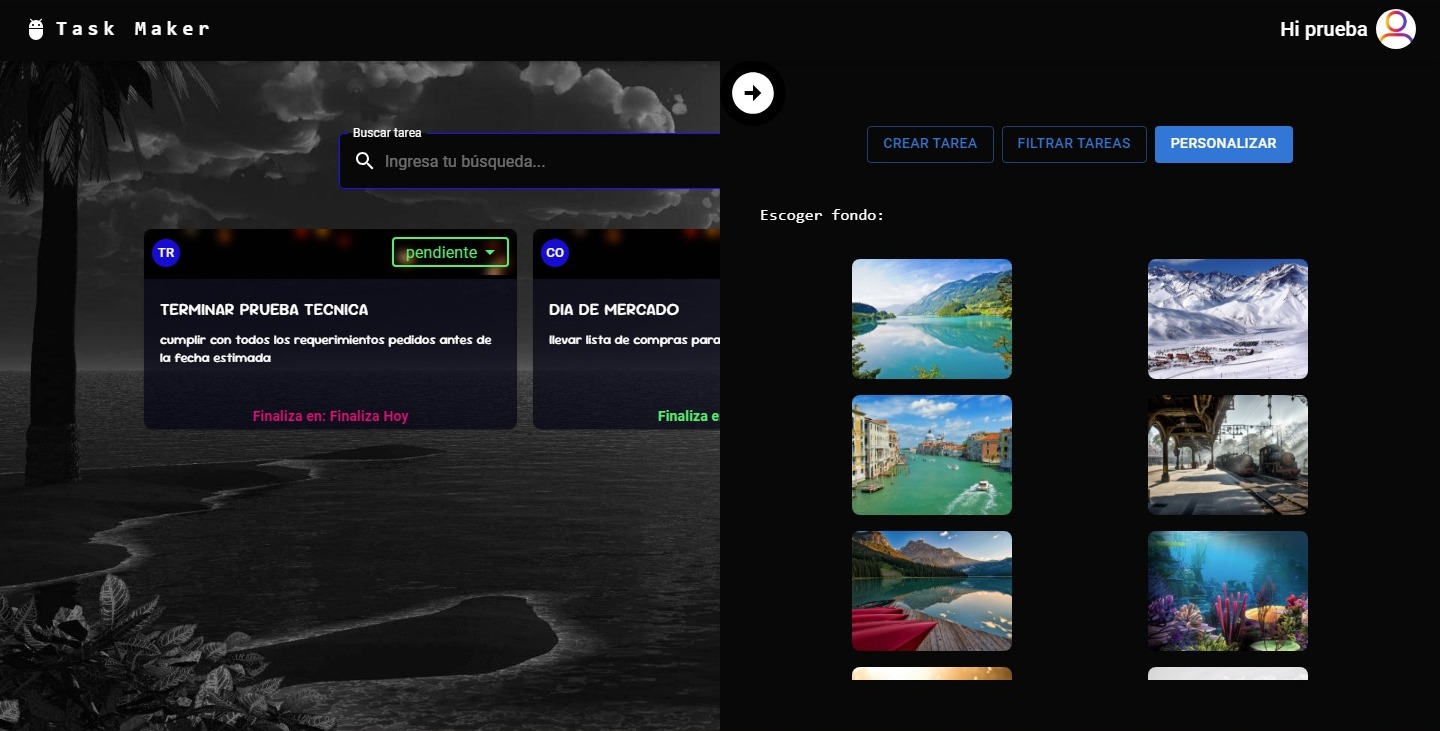 Task Maker
Hi prueba
Buscar tarea
Ingresa tu búsqueda...
CREAR TAREA
FILTRAR TAREAS
PERSONALIZAR
Escoger fondo:
TR
pendiente
TERMINAR PRUEBA TECNICA
cumplir con todos los requerimientos pedidos antes de
la fecha estimada
Finaliza en: Finaliza Hoy
CO
DIA DE MERCADO
llevar lista de compras para
Finaliza e